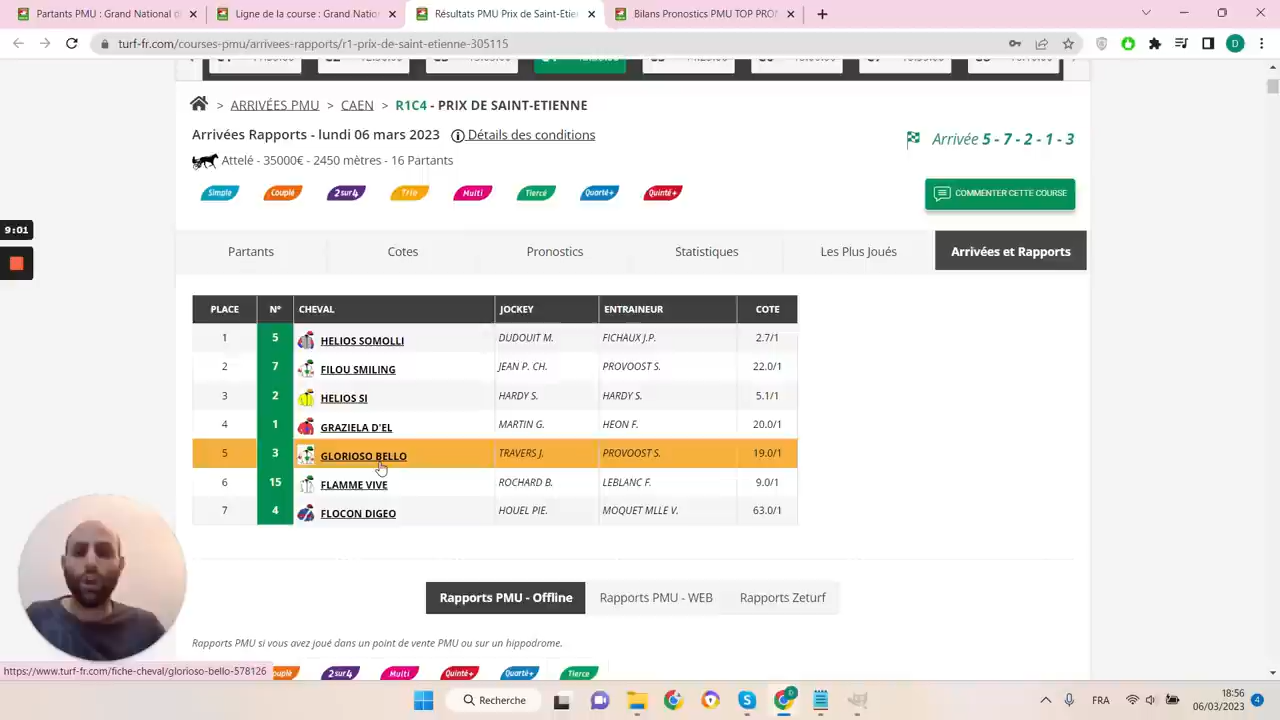 Partants PMU : Grand National d
Ligne de la course : Grand Natio
Résultats PMU Prix de Saint-Etie
Bilans Pronostics PMU TOP PRO
turf-fr.com/courses-pmu/arrivees-rapports/r1-prix-de-saint-etienne-305115
> ARRIVÉES PMU > CAEN > R1C4 - PRIX DE SAINT-ETIENNE
Arrivées Rapports - lundi 06 mars 2023 Détails des conditions
Arrivée 5 - 7 - 2 - 1 - 3
Attelé - 35000€ - 2450 mètres - 16 Partants
Simple Couplé 2sur4 Trio Multi Tiercé Quarté+ Quinté+
COMMENTER CETTE COURSE
9:01
Partants Cotes Pronostics Statistiques Les Plus Joués Arrivées et Rapports
PLACE N° CHEVAL JOCKEY ENTRAINEUR COTE
1 5 HELIOS SOMOLLI DUDOUIT M. FICHAUX J.P. 2.7/1
2 7 FILOU SMILING JEAN P. CH. PROVOOST S. 22.0/1
3 2 HELIOS SI HARDY S. HARDY S. 5.1/1
4 1 GRAZIELA D'EL MARTIN G. HEON F. 20.0/1
5 3 GLORIOSO BELLO TRAVERS J. PROVOOST S. 19.0/1
6 15 FLAMME VIVE ROCHARD B. LEBLANC F. 9.0/1
7 4 FLOCON DIGEO HOUEL PIE. MOQUET MLLE V. 63.0/1
Rapports PMU - Offline Rapports PMU - WEB Rapports Zeturf
Rapports PMU si vous avez joué dans un point de vente PMU ou sur un hippodrome.
https://www.turf-fr.com/fiche-cheval/glorioso-bello-578126
ouplé 2sur4 Multi Quinté+ Quarté+ Tiercé
Recherche
FRA
18:56
06/03/2023
4